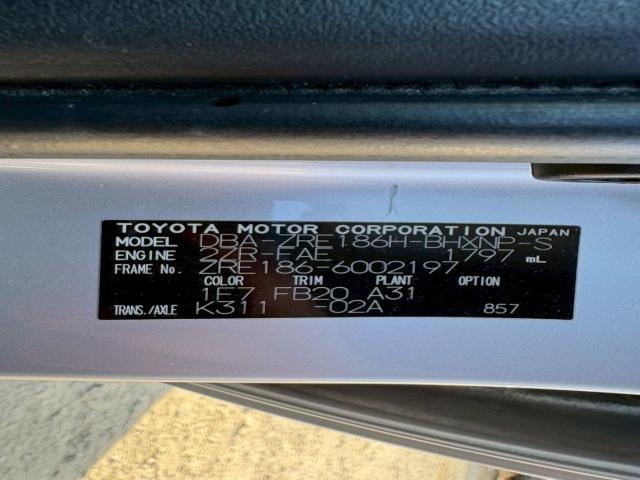 TOYOTA MOTOR CORPORATION JAPAN
MODEL DBA-ZRE186H-BHXNP-S
ENGINE 2ZR-FAE 1797 mL
FRAME No. ZRE186-6002197
COLOR TRIM PLANT OPTION
1E7 FB20 A31
TRANS./AXLE K311 -02A 857